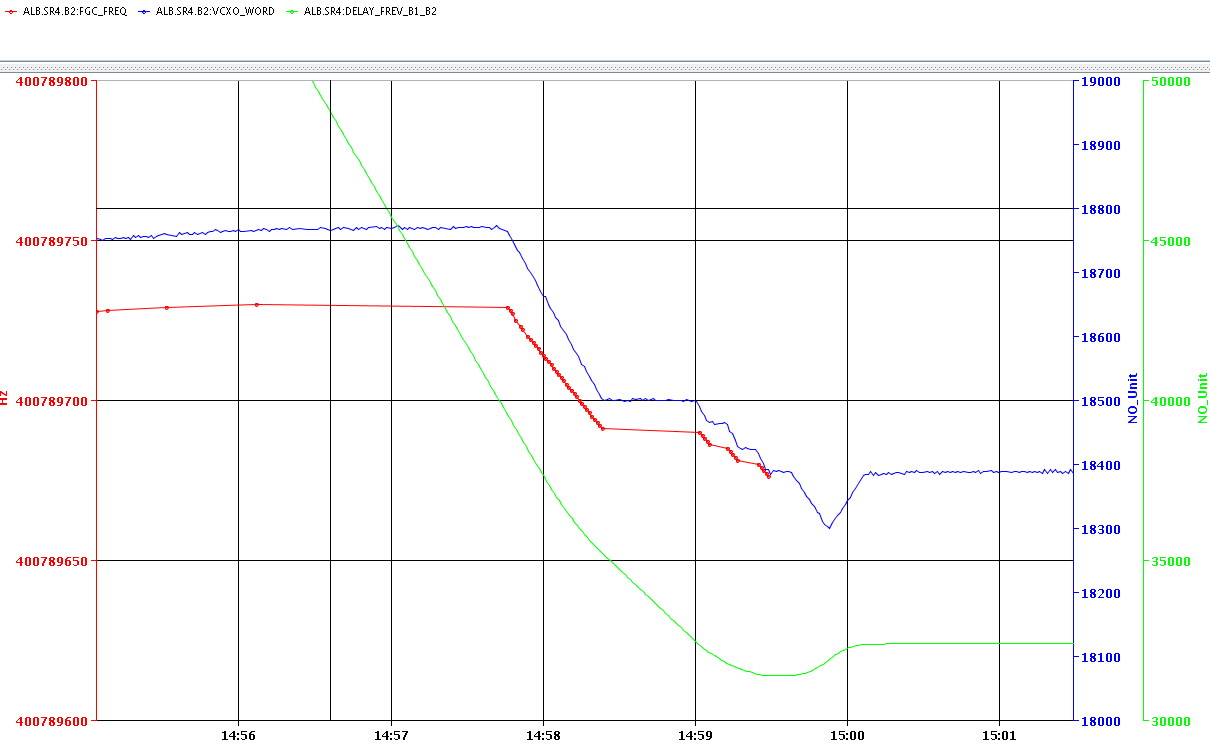 ALB.SR4.B2:FGC_FREQ ALB.SR4.B2:VCXO_WORD ALB.SR4:DELAY_FREV_B1_B2
400789800 19000 50000
18900
18800
400789750 45000
18700
18600
Hz NO_Unit NO_Unit
400789700 18500 40000
18400
18300
400789650 35000
18200
18100
400789600 18000 30000
14:56 14:57 14:58 14:59 15:00 15:01